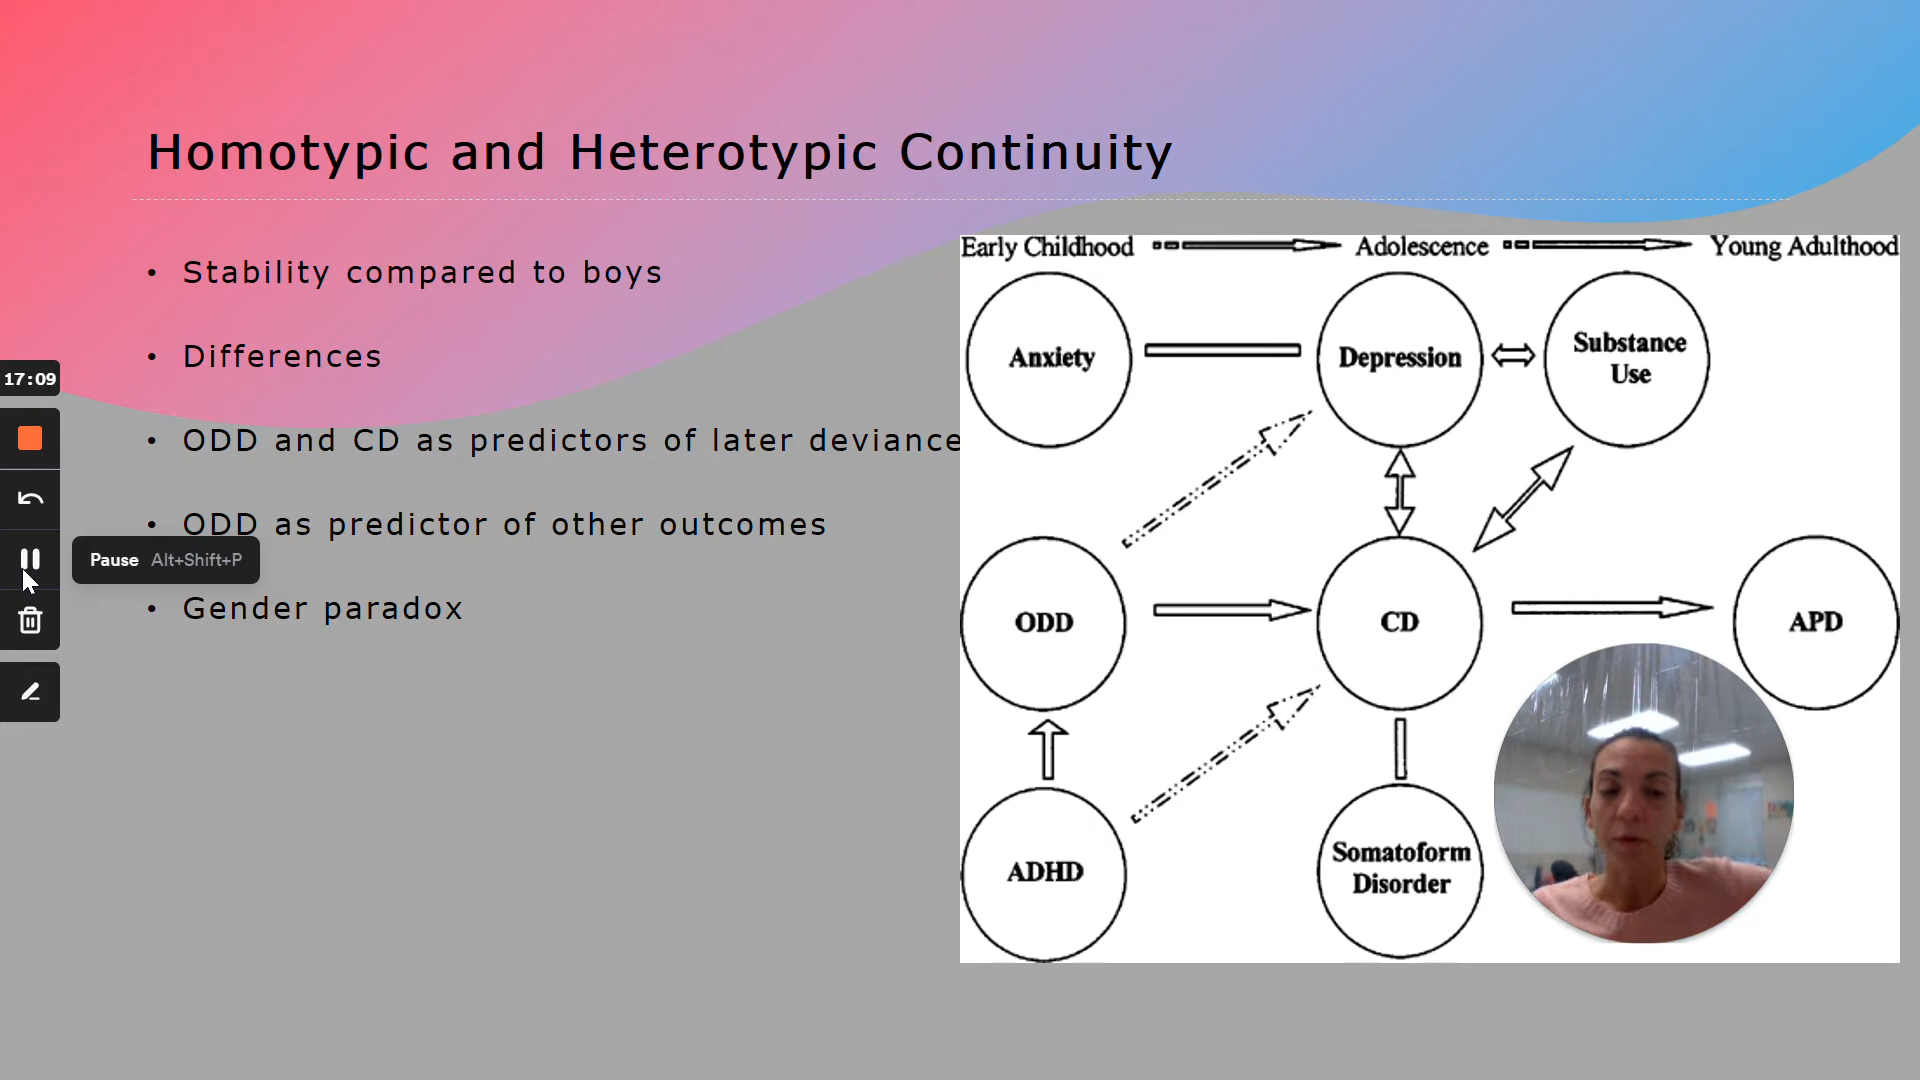 Homotypic and Heterotypic Continuity
• Stability compared to boys
• Differences
• ODD and CD as predictors of later deviance
• ODD as predictor of other outcomes
• Gender paradox
17:09
Pause Alt+Shift+P
Early Childhood Adolescence Young Adulthood
Anxiety
Depression
Substance
Use
ODD
CD
APD
ADHD
Somatoform
Disorder